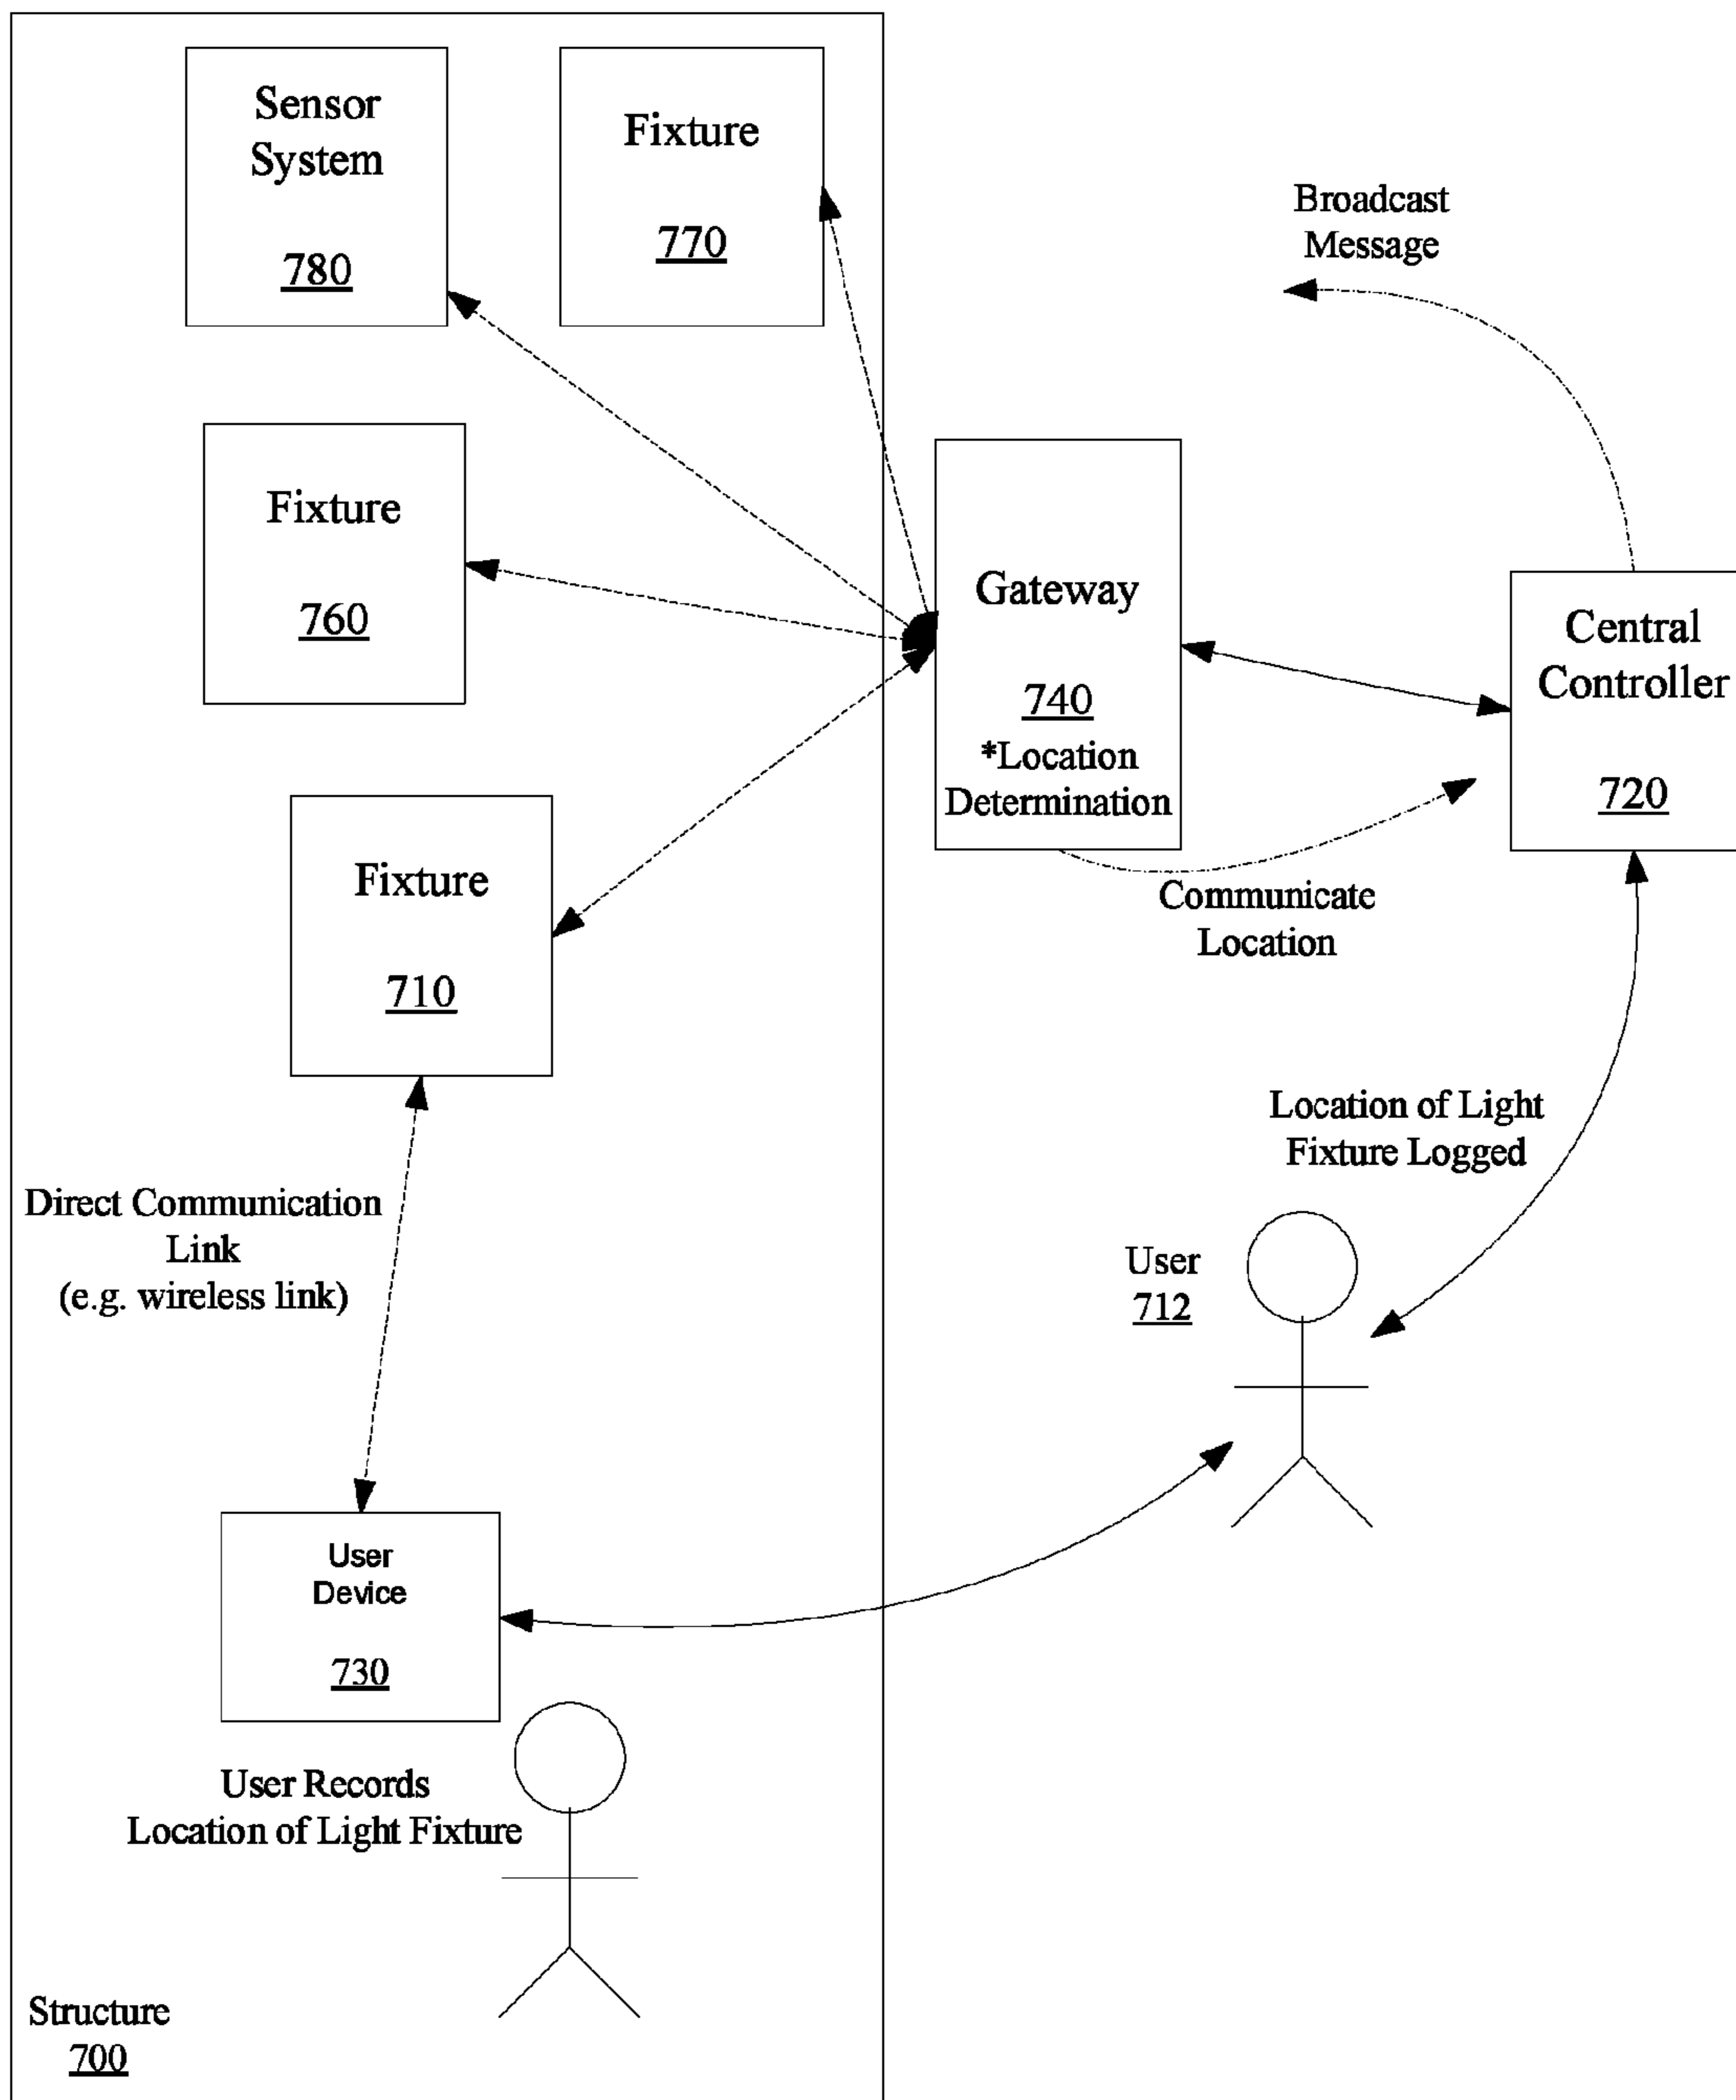 Sensor
System
780
Fixture
770
Broadcast
Message
Fixture
760
Gateway
740
*Location
Determination
Central
Controller
720
Fixture
710
Communicate
Location
Location of Light
Fixture Logged
Direct Communication
Link
(e.g. wireless link)
User
712
User
Device
730
User Records
Location of Light Fixture
Structure
700